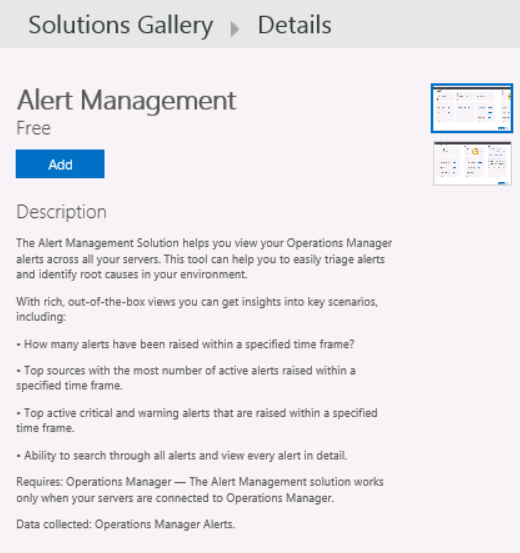 Solutions Gallery ▶ Details
Alert Management
Free
Add
Description
The Alert Management Solution helps you view your Operations Manager
alerts across all your servers. This tool can help you to easily triage alerts
and identify root causes in your environment.
With rich, out-of-the-box views you can get insights into key scenarios,
including:
• How many alerts have been raised within a specified time frame?
• Top sources with the most number of active alerts raised within a
specified time frame.
• Top active critical and warning alerts that are raised within a specified
time frame.
• Ability to search through all alerts and view every alert in detail.
Requires: Operations Manager — The Alert Management solution works
only when your servers are connected to Operations Manager.
Data collected: Operations Manager Alerts.